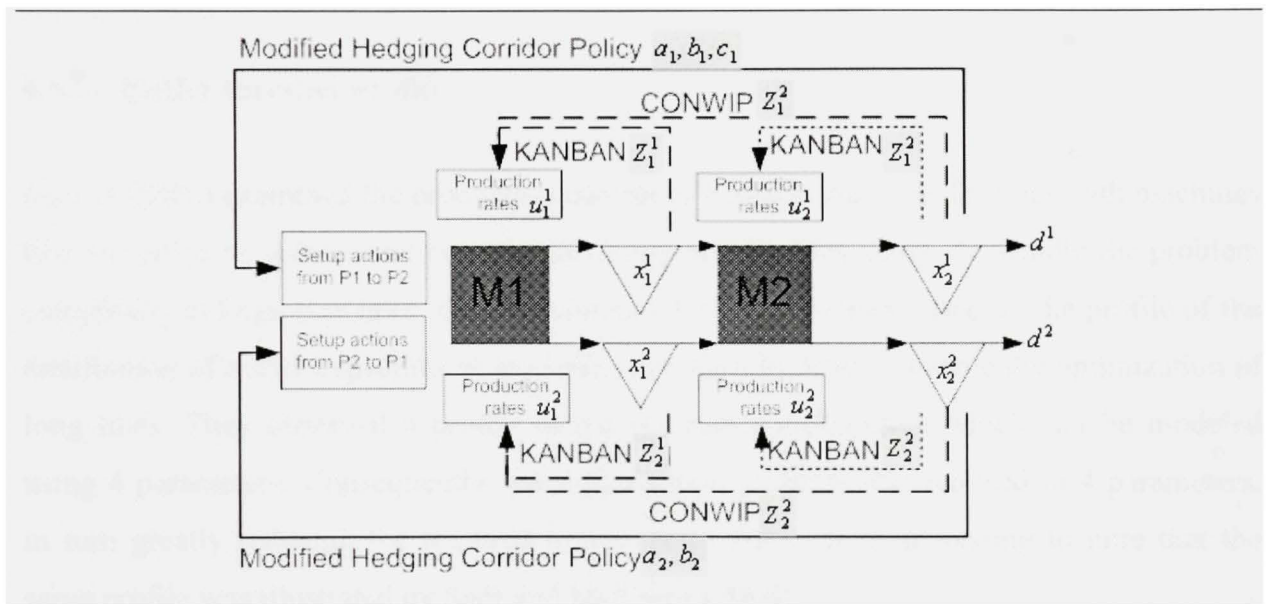 Modified Hedging Corridor Policy a₁, b₁, c₁
CONWIP Z₁²
KANBAN Z₁¹
KANBAN Z₁²
Production
rates u₁¹
Production
rates u₂¹
Setup actions
from P1 to P2
M1
x₁¹
M2
x₂¹
d¹
Setup actions
from P2 to P1
x₁²
x₂²
d²
Production
rates u₁²
Production
rates u₂²
KANBAN Z₂¹
KANBAN Z₂²
CONWIP Z₂²
Modified Hedging Corridor Policy a₂, b₂